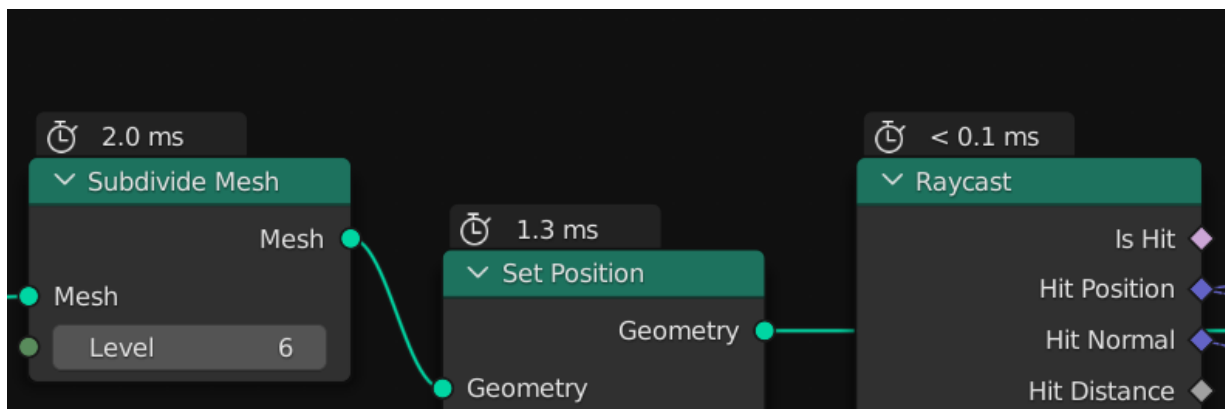 2.0 ms
Subdivide Mesh
Mesh
Mesh
Level 6
1.3 ms
Set Position
Geometry
Geometry
< 0.1 ms
Raycast
Is Hit
Hit Position
Hit Normal
Hit Distance